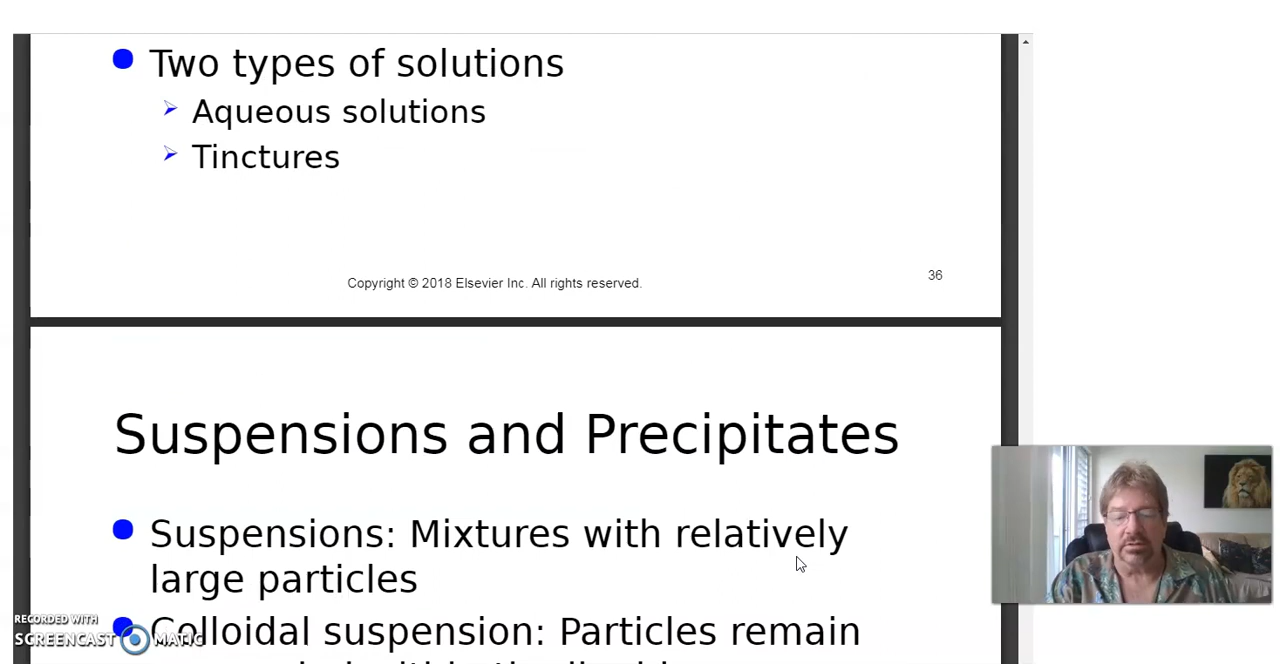 Two types of solutions
Aqueous solutions
Tinctures
Copyright © 2018 Elsevier Inc. All rights reserved.
36
Suspensions and Precipitates
Suspensions: Mixtures with relatively
large particles
Colloidal suspension: Particles remain
RECORDED WITH
SCREENCAST MATIC